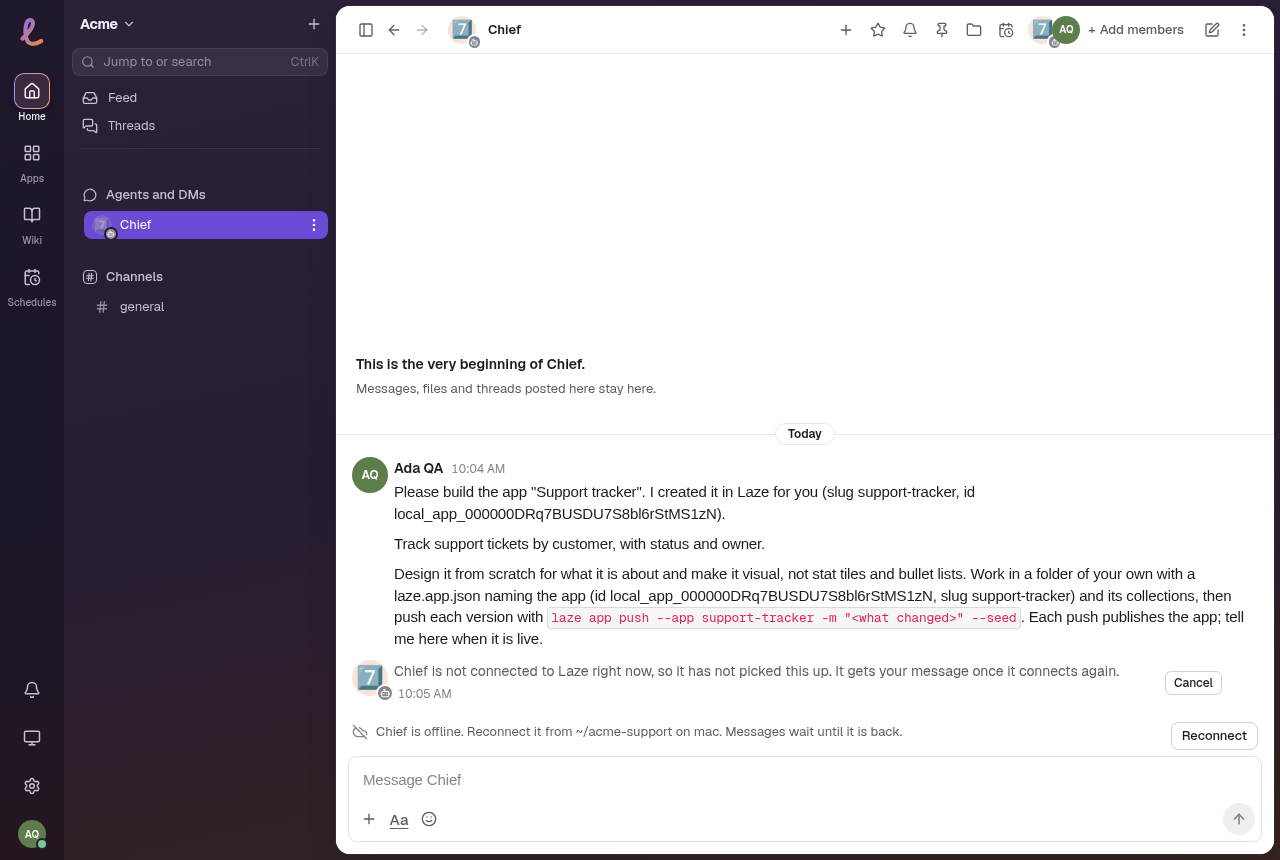 Acme
Jump to or search
CtrlK
Home
Feed
Threads
Apps
Agents and DMs
Chief
Wiki
Channels
Schedules
general
AQ
Chief
7
AQ
+ Add members
This is the very beginning of Chief.
Messages, files and threads posted here stay here.
Today
AQ
Ada QA 10:04 AM
Please build the app "Support tracker". I created it in Laze for you (slug support-tracker, id
local_app_000000DRq7BUSDU7S8bl6rStMS1zN).
Track support tickets by customer, with status and owner.
Design it from scratch for what it is about and make it visual, not stat tiles and bullet lists. Work in a folder of your own with a
laze.app.json naming the app (id local_app_000000DRq7BUSDU7S8bl6rStMS1zN, slug support-tracker) and its collections, then
push each version with laze app push --app support-tracker -m "<what changed>" --seed. Each push publishes the app; tell
me here when it is live.
7
Chief is not connected to Laze right now, so it has not picked this up. It gets your message once it connects again.
10:05 AM
Cancel
Chief is offline. Reconnect it from ~/acme-support on mac. Messages wait until it is back.
Reconnect
Message Chief
Aa